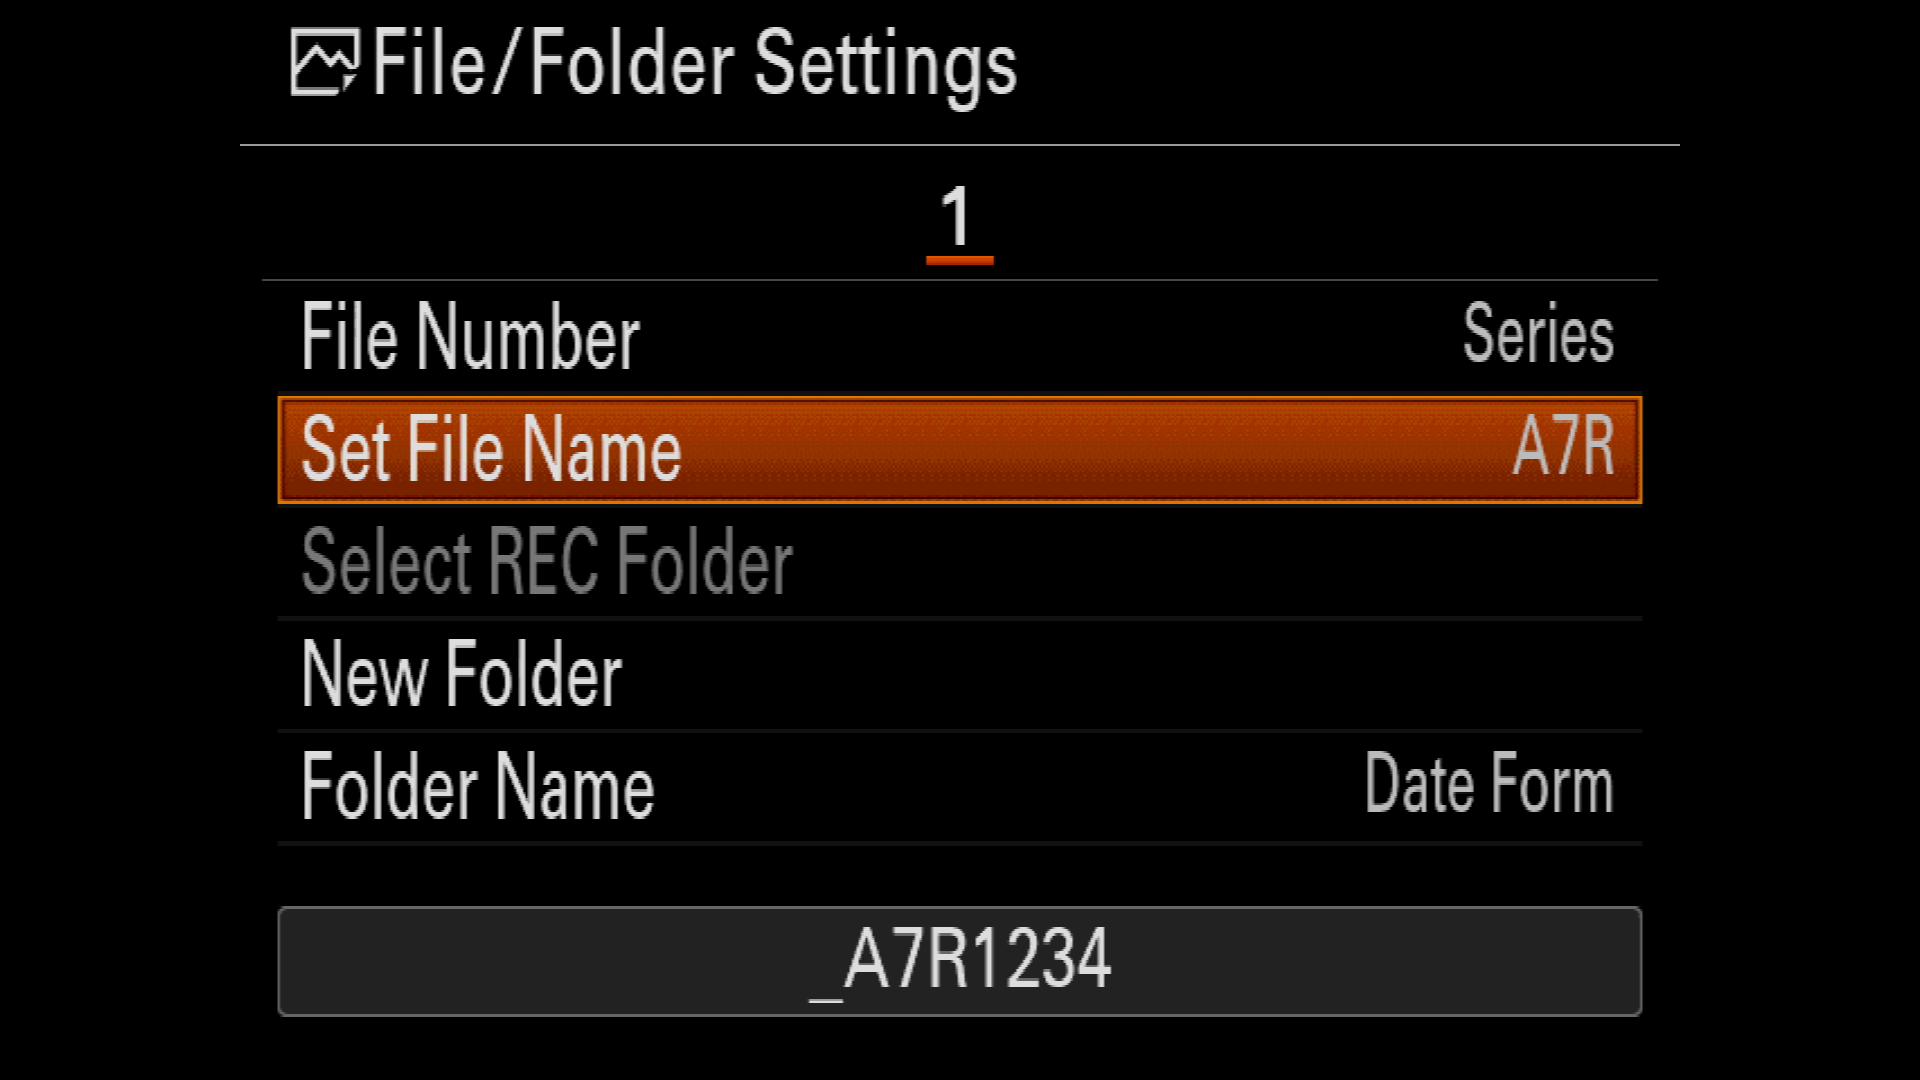 File/Folder Settings
1
File Number Series
Set File Name A7R
Select REC Folder
New Folder
Folder Name Date Form
_A7R1234